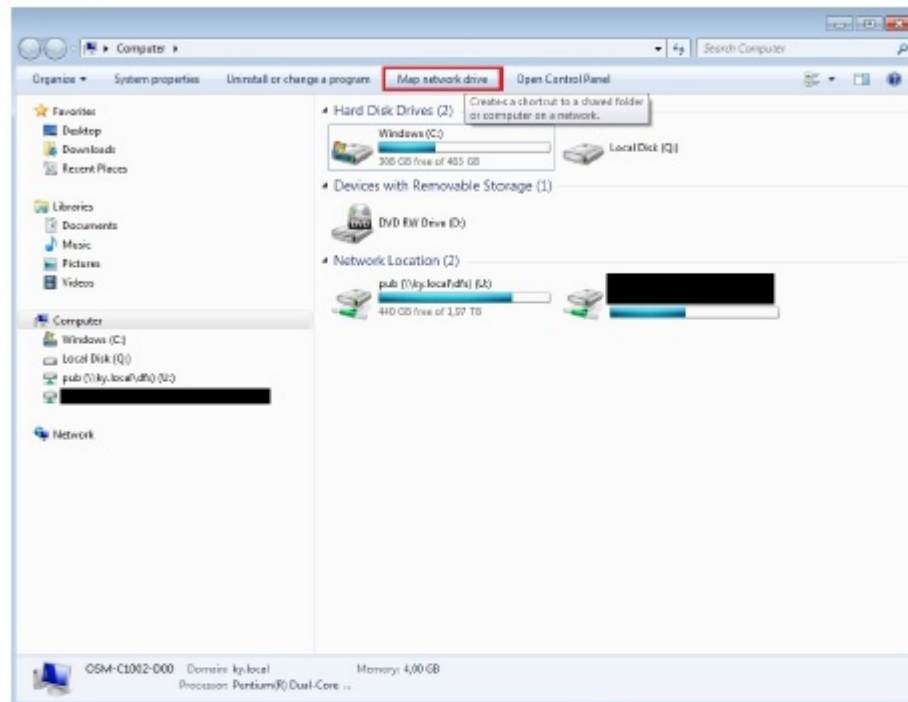 Computer
Search Computer
Organize
System properties
Uninstall or change a program
Map network drive
Open Control Panel
Creates a shortcut to a shared folder
or computer on a network.
Favorites
Desktop
Downloads
Recent Places
Libraries
Documents
Music
Pictures
Videos
Computer
Windows (C:)
Local Disk (Q:)
pub (\\ky.local\dfs) (U:)
Network
Hard Disk Drives (2)
Windows (C:)
306 GB free of 465 GB
Local Disk (Q:)
Devices with Removable Storage (1)
DVD
DVD RW Drive (D:)
Network Location (2)
pub (\\ky.local\dfs) (U:)
440 GB free of 1,97 TB
OSM-C1002-D00 Domain: ky.local Memory: 4,00 GB
Processor: Pentium(R) Dual-Core ...